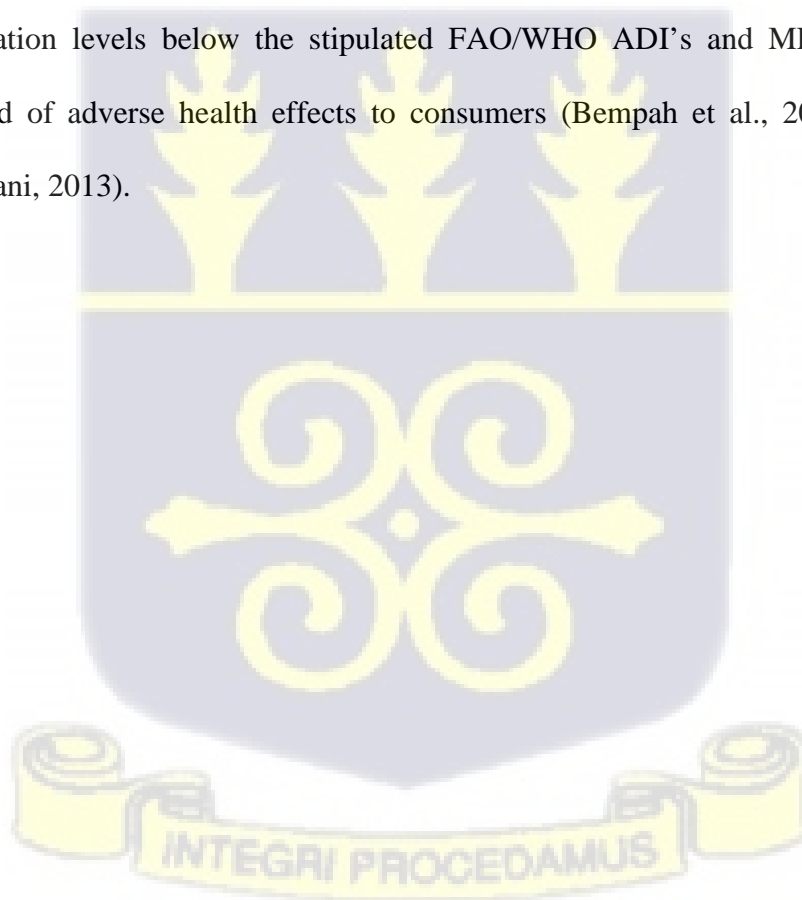 ation levels below the stipulated FAO/WHO ADI’s and
d of adverse health effects to consumers (Bempah et al., 20
ani, 2013).
INTEGRI PROCEDAMUS